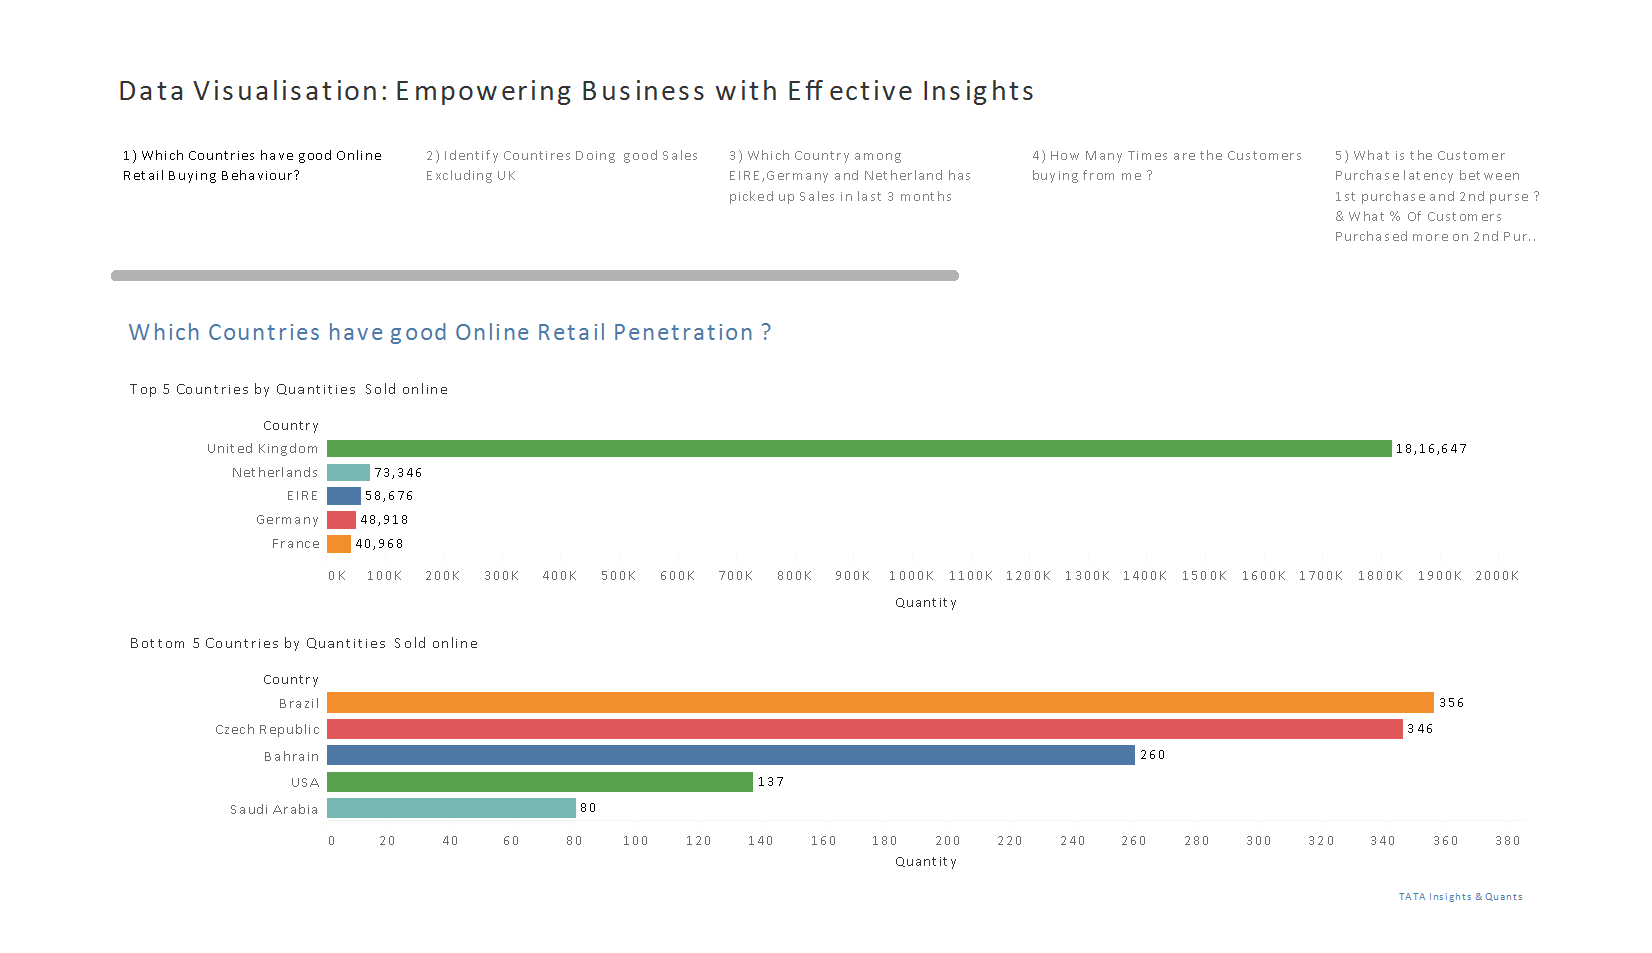 Data Visualisation: Empowering Business with Effective Insights
1) Which Countries have good Online
Retail Buying Behaviour?
2) Identify Countires Doing good Sales
Excluding UK
3) Which Country among
EIRE,Germany and Netherland has
picked up Sales in last 3 months
4) How Many Times are the Customers
buying from me ?
5) What is the Customer
Purchase latency between
1st purchase and 2nd purse ?
& What % Of Customers
Purchased more on 2nd Pur..
Which Countries have good Online Retail Penetration ?
Top 5 Countries by Quantities Sold online
Country
United Kingdom 18,16,647
Netherlands 73,346
EIRE 58,676
Germany 48,918
France 40,968
0K 100K 200K 300K 400K 500K 600K 700K 800K 900K 1000K 1100K 1200K 1300K 1400K 1500K 1600K 1700K 1800K 1900K 2000K
Quantity
Bottom 5 Countries by Quantities Sold online
Country
Brazil 356
Czech Republic 346
Bahrain 260
USA 137
Saudi Arabia 80
0 20 40 60 80 100 120 140 160 180 200 220 240 260 280 300 320 340 360 380
Quantity
TATA Insights & Quants